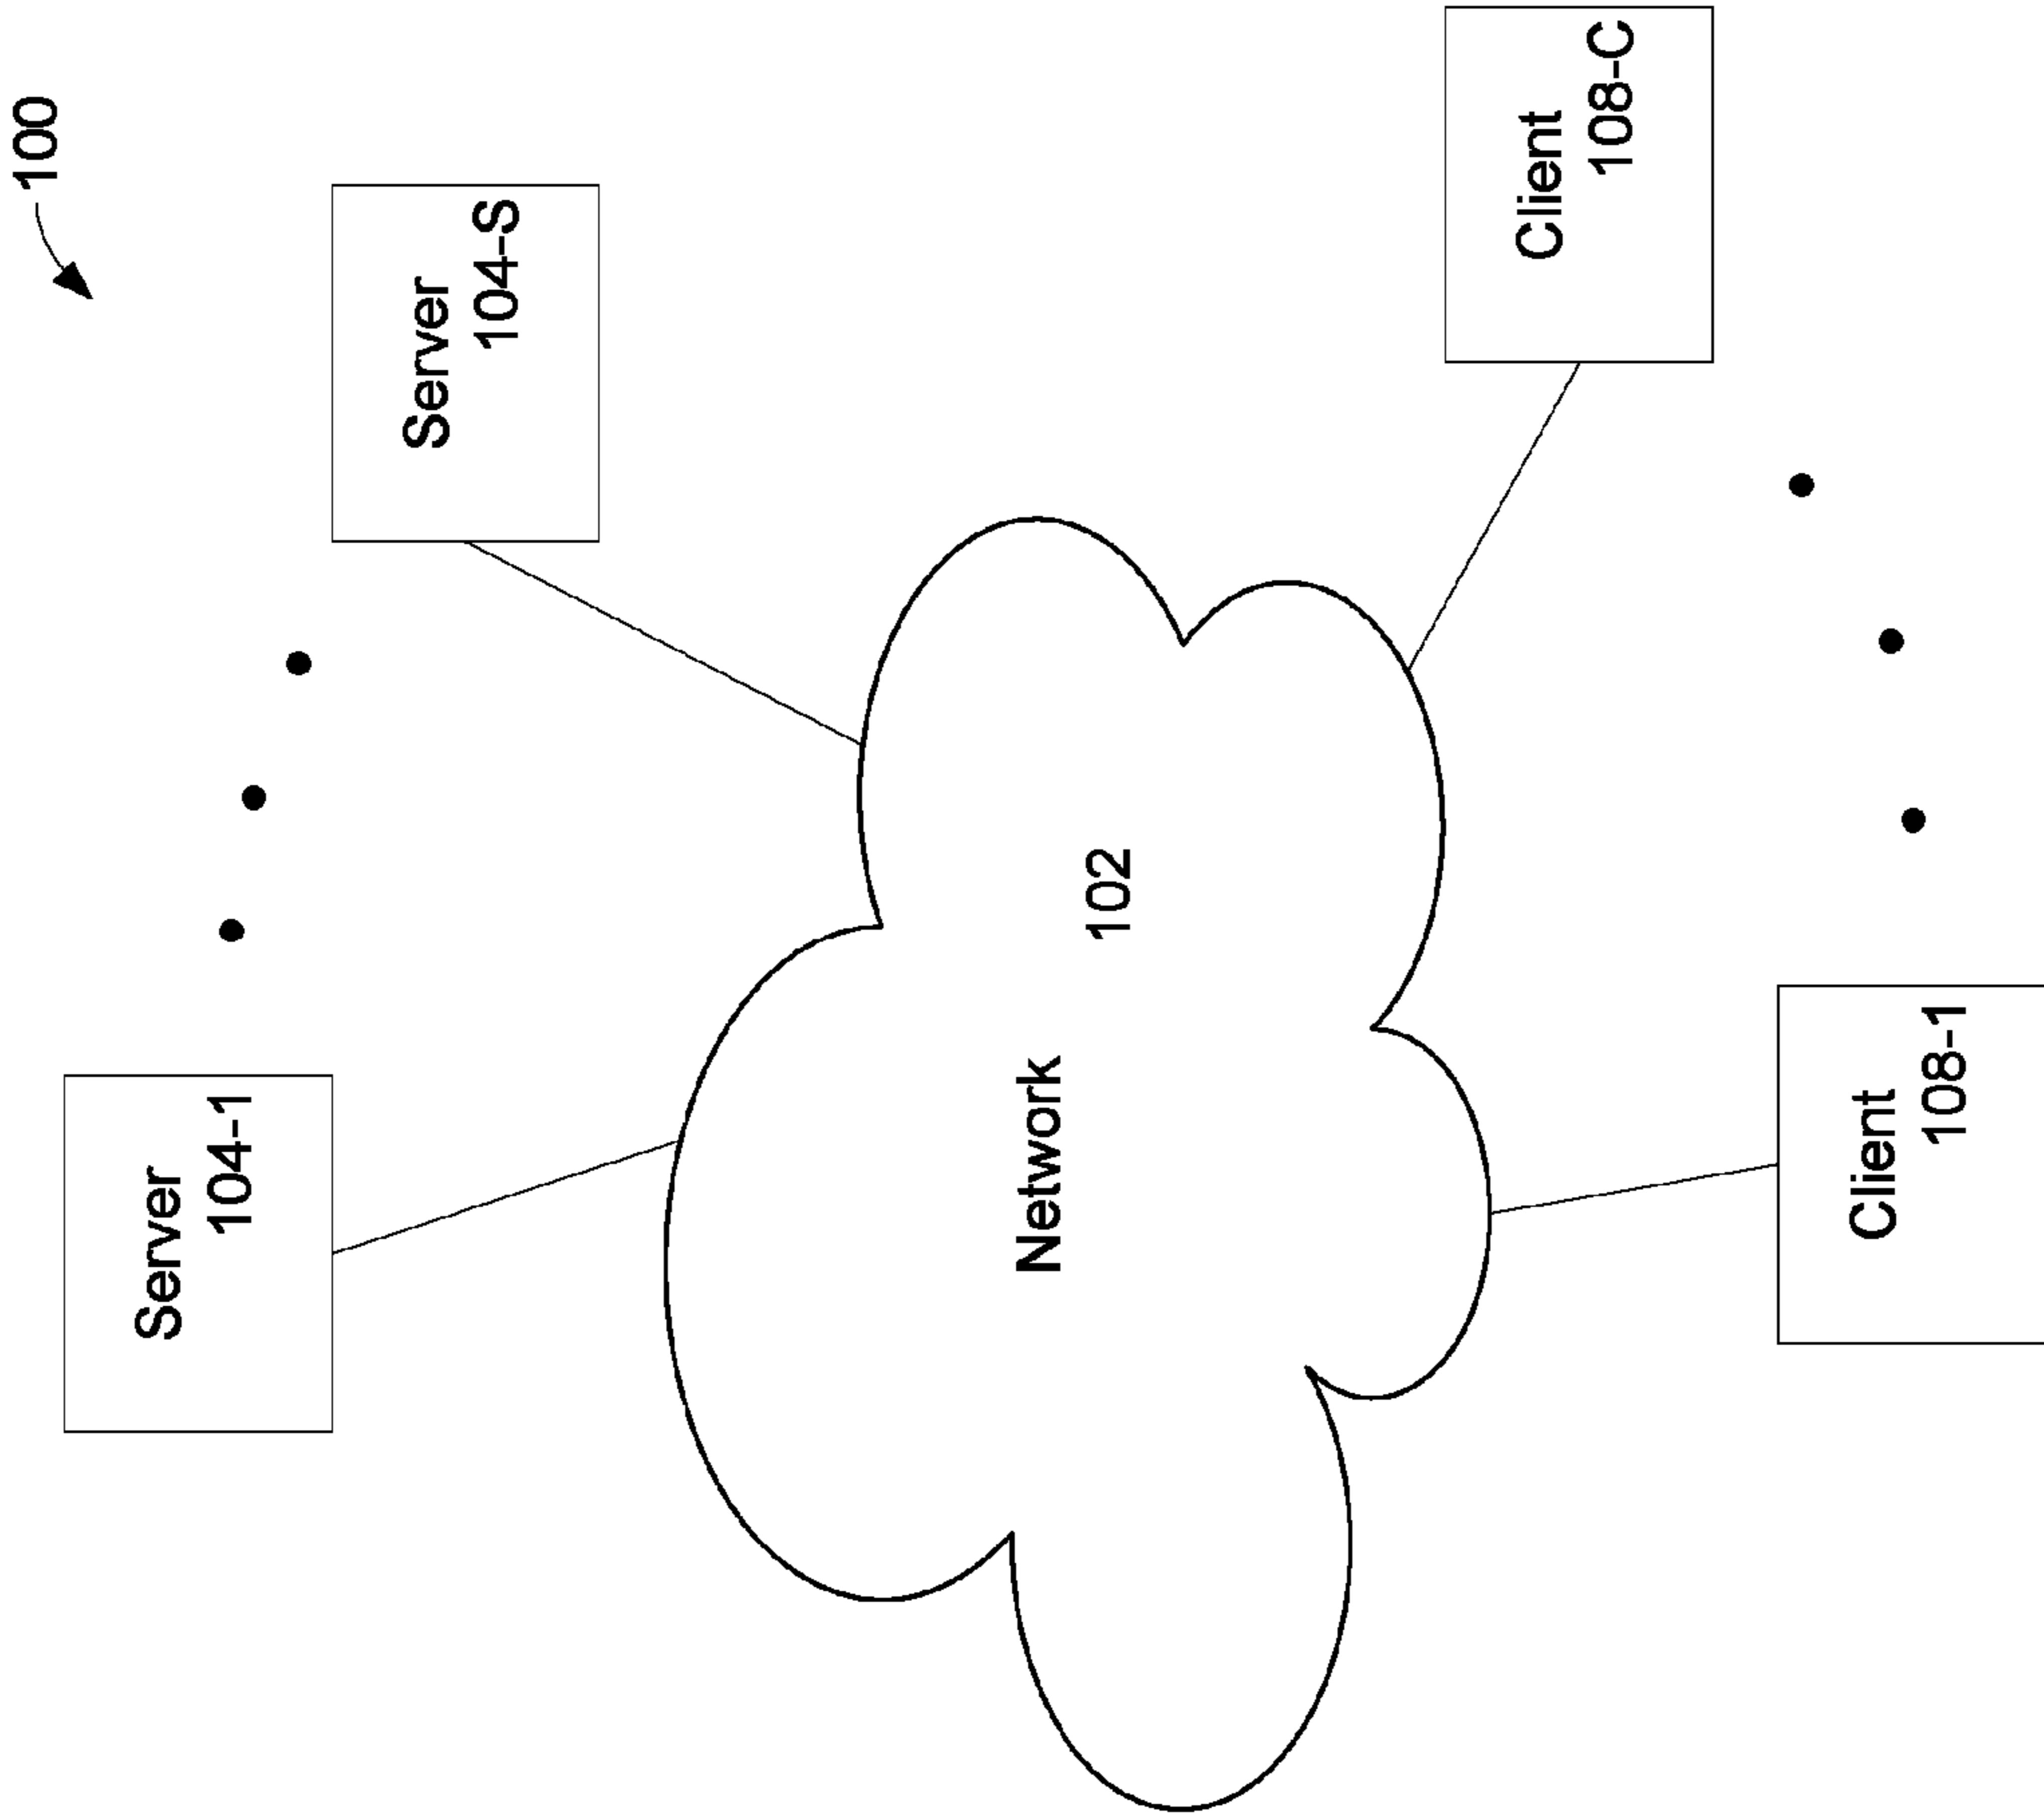 100
Server
104-1
Server
104-S
Network
102
Client
108-1
Client
108-C